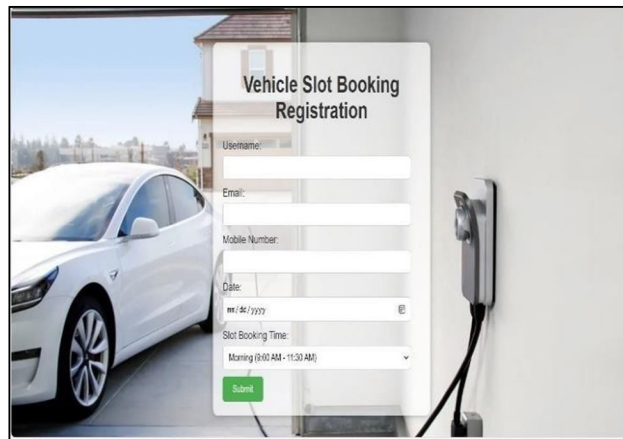 Vehicle Slot Booking
Registration
Username:
Email:
Mobile Number:
Date:
mm/dd/yyyy
Slot Booking Time:
Morning (9:00 AM - 11:30 AM)
Submit